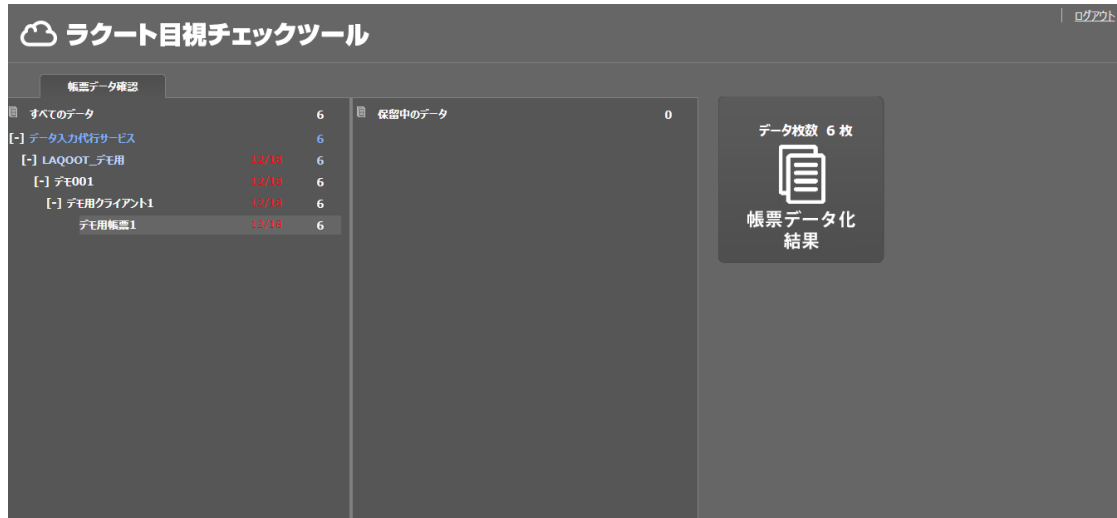 ログアウト
ラクート目視チェックツール
帳票データ確認
すべてのデータ 6
[-] データ入力代行サービス 6
[-] LAQOOT_デモ用 12/18 6
[-] デモ001 12/18 6
[-] デモ用クライアント1 12/18 6
デモ用帳票1 12/18 6
保留中のデータ 0
データ枚数 6 枚
帳票データ化
結果